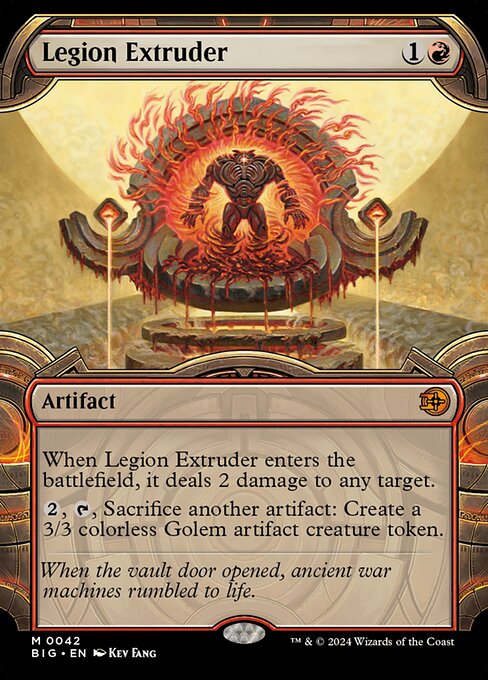 Legion Extruder 1
Artifact
When Legion Extruder enters the
battlefield, it deals 2 damage to any target.
2, , Sacrifice another artifact: Create a
3/3 colorless Golem artifact creature token.
When the vault door opened, ancient war
machines rumbled to life.
M 0042
BIG • EN Kev Fang ™ & © 2024 Wizards of the Coast